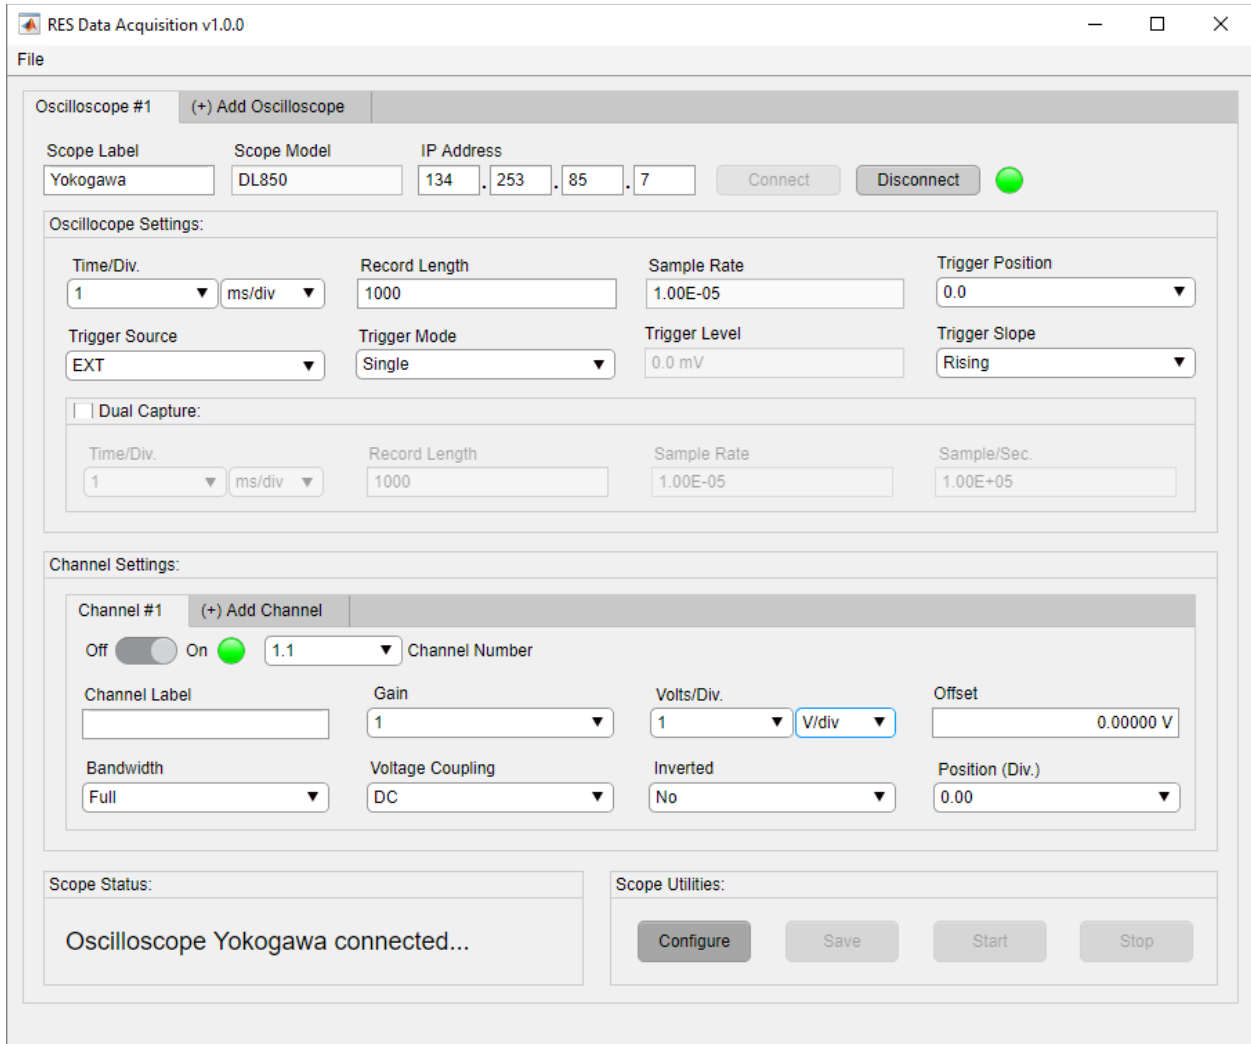 RES Data Acquisition v1.0.0
File
Oscilloscope #1 (+) Add Oscilloscope
Scope Label Scope Model IP Address
Yokogawa DL850 134 . 253 . 85 . 7 Connect Disconnect
Oscillocope Settings:
Time/Div. Record Length Sample Rate Trigger Position
1 ms/div 1000 1.00E-05 0.0
Trigger Source Trigger Mode Trigger Level Trigger Slope
EXT Single 0.0 mV Rising
Dual Capture:
Time/Div. Record Length Sample Rate Sample/Sec.
1 ms/div 1000 1.00E-05 1.00E+05
Channel Settings:
Channel #1 (+) Add Channel
Off On 1.1 Channel Number
Channel Label Gain Volts/Div. Offset
1 1 V/div 0.00000 V
Bandwidth Voltage Coupling Inverted Position (Div.)
Full DC No 0.00
Scope Status: Scope Utilities:
Oscilloscope Yokogawa connected... Configure Save Start Stop